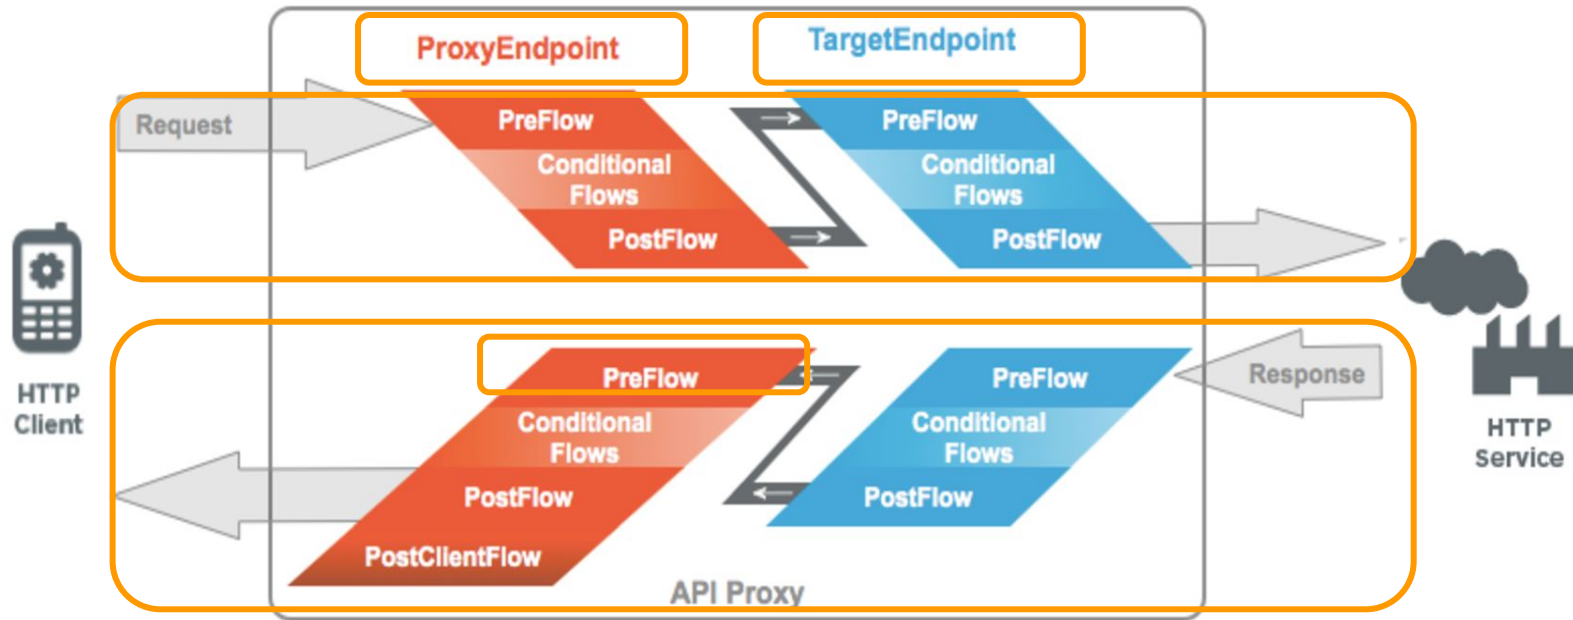 ProxyEndpoint
TargetEndpoint
Request
PreFlow
Conditional
Flows
PostFlow
PreFlow
Conditional
Flows
PostFlow
HTTP
Client
PreFlow
Conditional
Flows
PostFlow
PostClientFlow
PreFlow
Conditional
Flows
PostFlow
Response
HTTP
Service
API Proxy